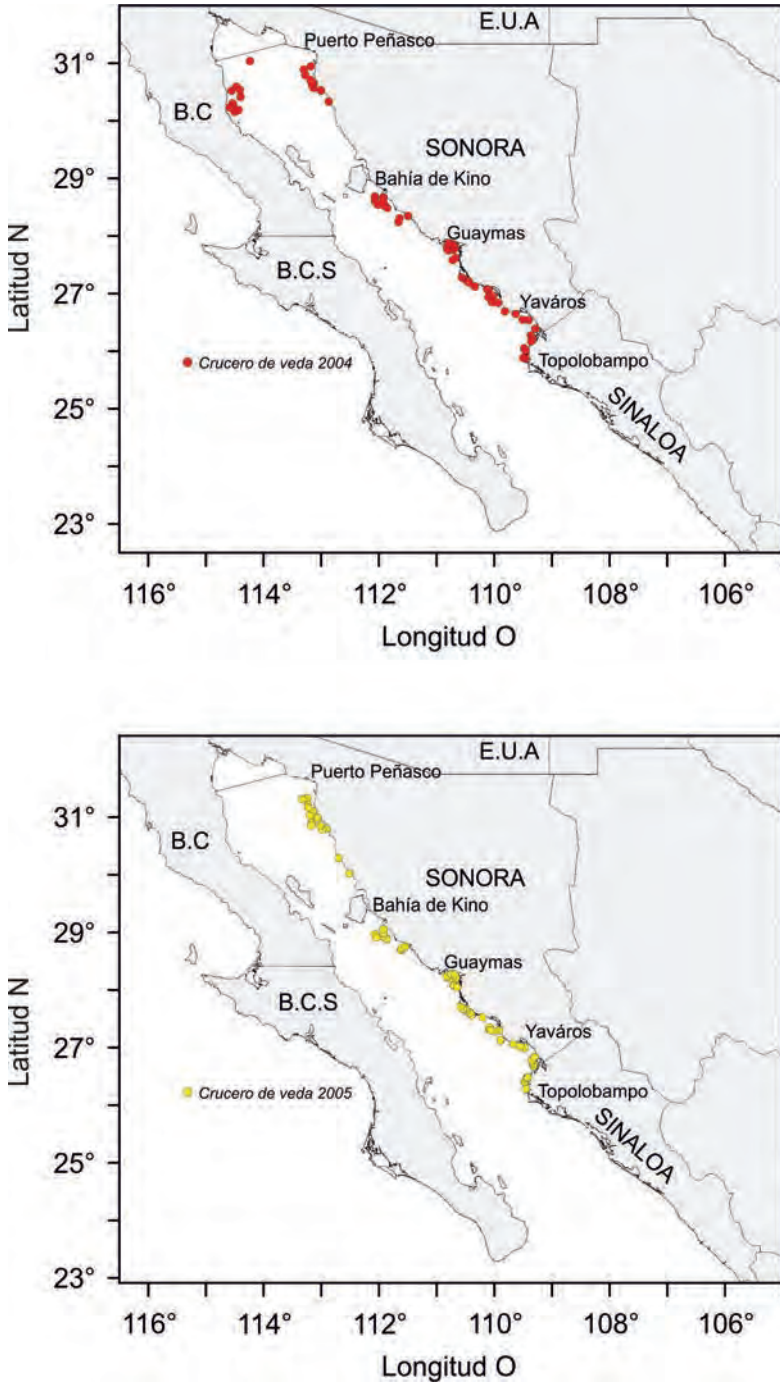 E.U.A
Puerto Peñasco
31°
B.C
SONORA
29°
Bahía de Kino
Guaymas
B.C.S
27°
Yaváros
Crucero de veda 2004
Topolobampo
25°
SINALOA
23°
Latitud N
116° 114° 112° 110° 108° 106°
Longitud O
E.U.A
Puerto Peñasco
31°
B.C
SONORA
Bahía de Kino
29°
Guaymas
B.C.S
Yaváros
27°
Crucero de veda 2005
Topolobampo
SINALOA
25°
23°
Latitud N
116° 114° 112° 110° 108° 106°
Longitud O